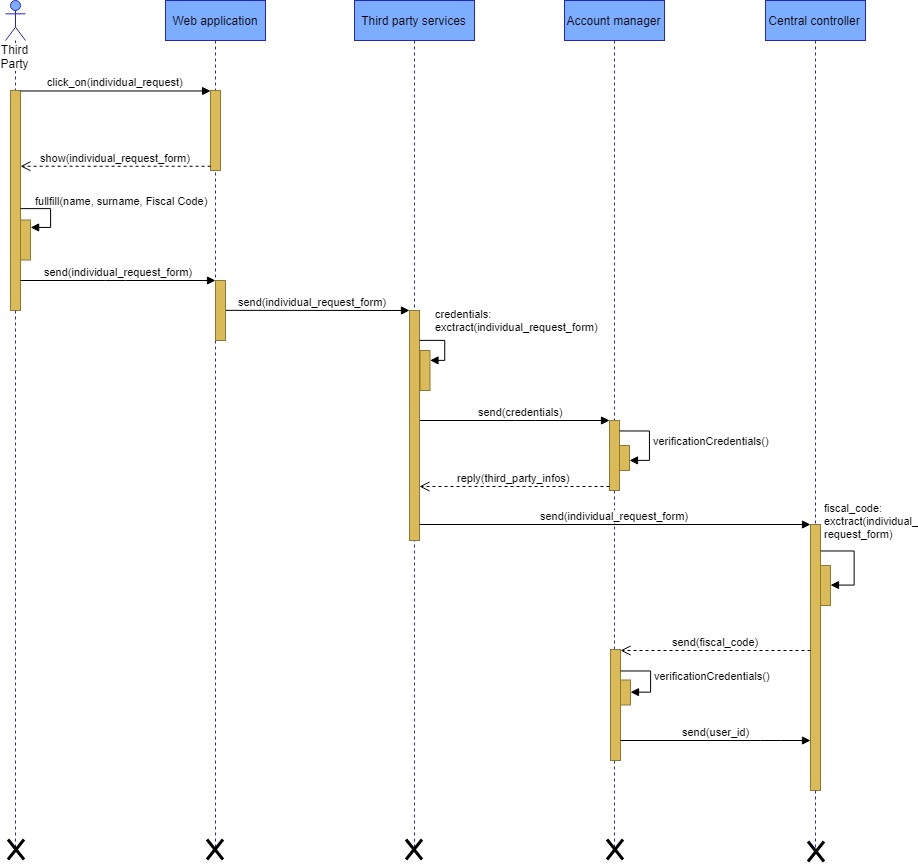 Web application
Third party services
Account manager
Central controller
Third
Party
click_on(individual_request)
show(individual_request_form)
fullfill(name, surname, Fiscal Code)
send(individual_request_form)
send(individual_request_form)
credentials:
exctract(individual_request_form)
send(credentials)
verificationCredentials()
reply(third_party_infos)
fiscal_code:
exctract(individual_
request_form)
send(individual_request_form)
send(fiscal_code)
verificationCredentials()
send(user_id)